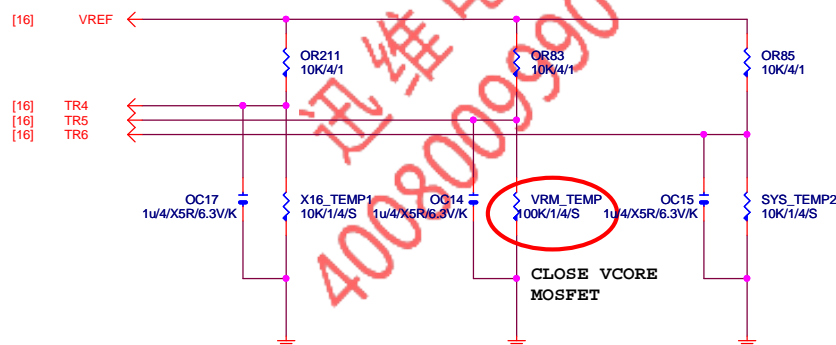 [16] VREF
OR211
10K/4/1
OR83
10K/4/1
OR85
10K/4/1
[16] TR4
[16] TR5
[16] TR6
OC17
1u/4/X5R/6.3V/K
X16_TEMP1
10K/1/4/S
OC14
1u/4/X5R/6.3V/K
VRM_TEMP
100K/1/4/S
OC15
1u/4/X5R/6.3V/K
SYS_TEMP2
10K/1/4/S
CLOSE VCORE
MOSFET
迅维
4008009990